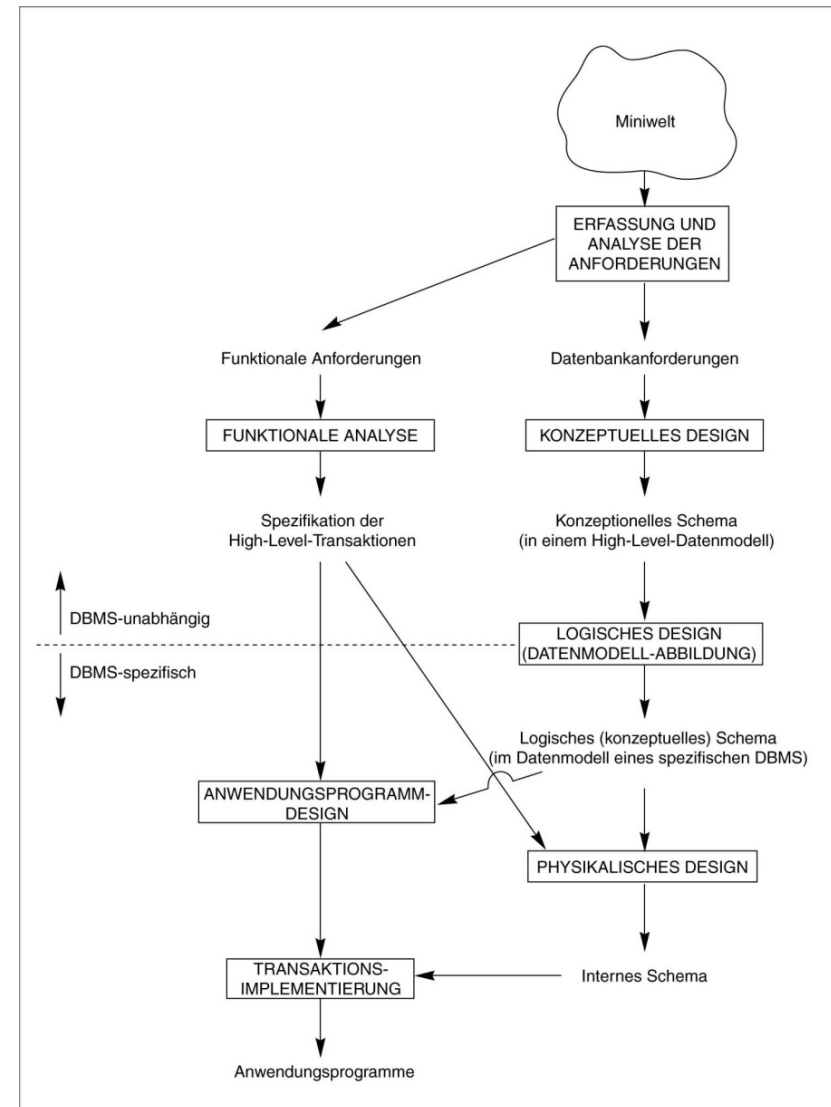 Miniwelt
ERFASSUNG UND
ANALYSE DER
ANFORDERUNGEN
Funktionale Anforderungen
Datenbankanforderungen
FUNKTIONALE ANALYSE
KONZEPTUELLES DESIGN
Spezifikation der
High-Level-Transaktionen
Konzeptionelles Schema
(in einem High-Level-Datenmodell)
DBMS-unabhängig
LOGISCHES DESIGN
(DATENMODELL-ABBILDUNG)
DBMS-spezifisch
Logisches (konzeptuelles) Schema
(im Datenmodell eines spezifischen DBMS)
ANWENDUNGSPROGRAMM-
DESIGN
PHYSIKALISCHES DESIGN
TRANSAKTIONS-
IMPLEMENTIERUNG
Internes Schema
Anwendungsprogramme